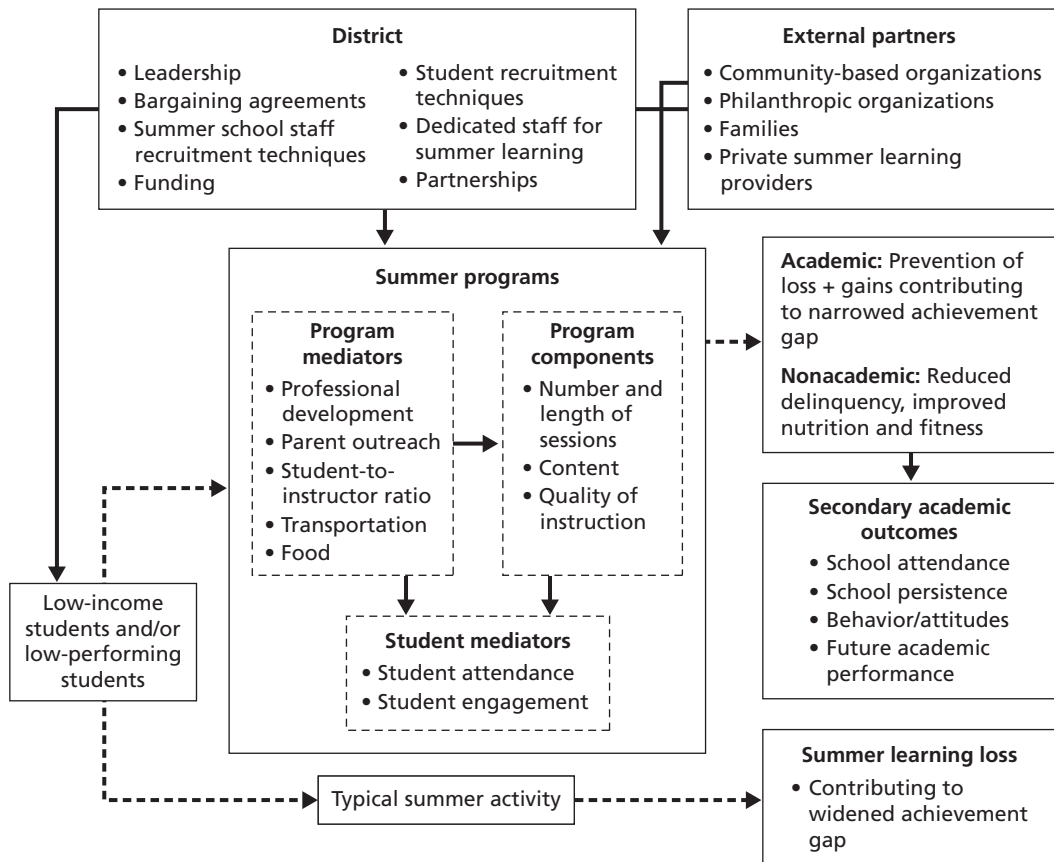 District
• Leadership
• Bargaining agreements
• Summer school staff
recruitment techniques
• Funding
• Student recruitment
techniques
• Dedicated staff for
summer learning
• Partnerships
External partners
• Community-based organizations
• Philanthropic organizations
• Families
• Private summer learning
providers
Summer programs
Program
mediators
• Professional
development
• Parent outreach
• Student-to-
instructor ratio
• Transportation
• Food
Program
components
• Number and
length of
sessions
• Content
• Quality of
instruction
Student mediators
• Student attendance
• Student engagement
Academic: Prevention of
loss + gains contributing
to narrowed achievement
gap
Nonacademic: Reduced
delinquency, improved
nutrition and fitness
Secondary academic
outcomes
• School attendance
• School persistence
• Behavior/attitudes
• Future academic
performance
Low-income
students and/or
low-performing
students
Typical summer activity
Summer learning loss
• Contributing to
widened achievement
gap